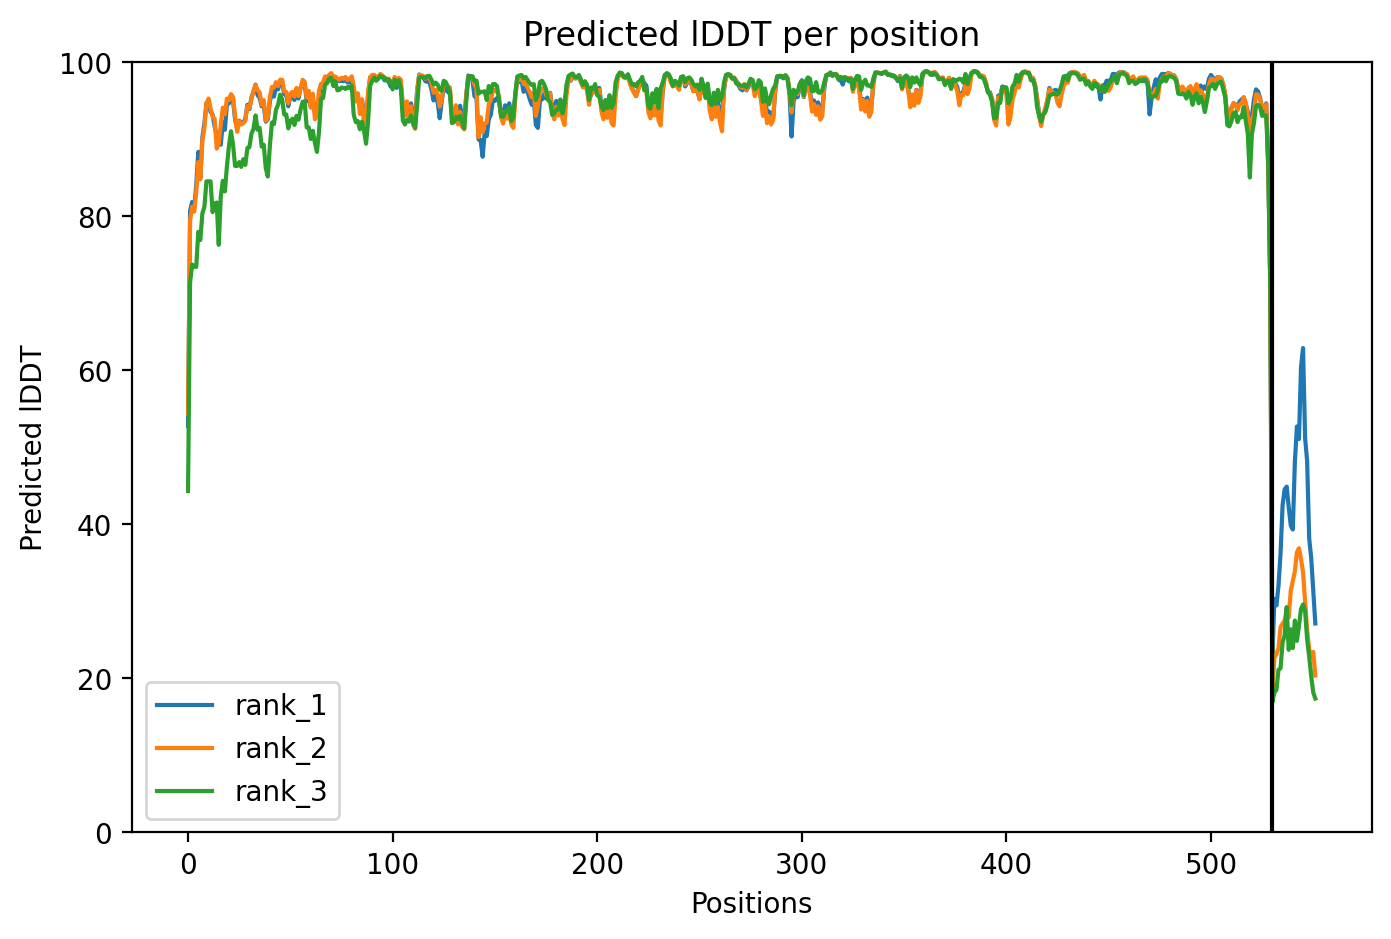 Predicted lDDT per position
100
80
60
40
20
0
Predicted lDDT
rank_1
rank_2
rank_3
0 100 200 300 400 500
Positions